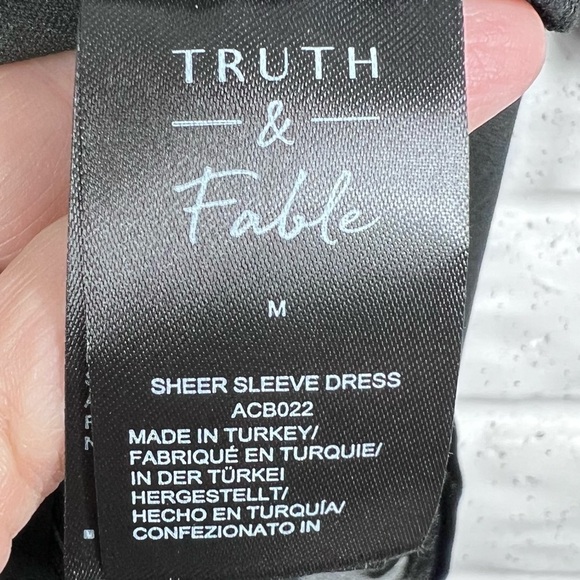 TRUTH
&
Fable
M
SHEER SLEEVE DRESS
ACB022
MADE IN TURKEY/
FABRIQUÉ EN TURQUIE/
IN DER TÜRKEI
HERGESTELLT/
HECHO EN TURQUÍA/
CONFEZIONATO IN